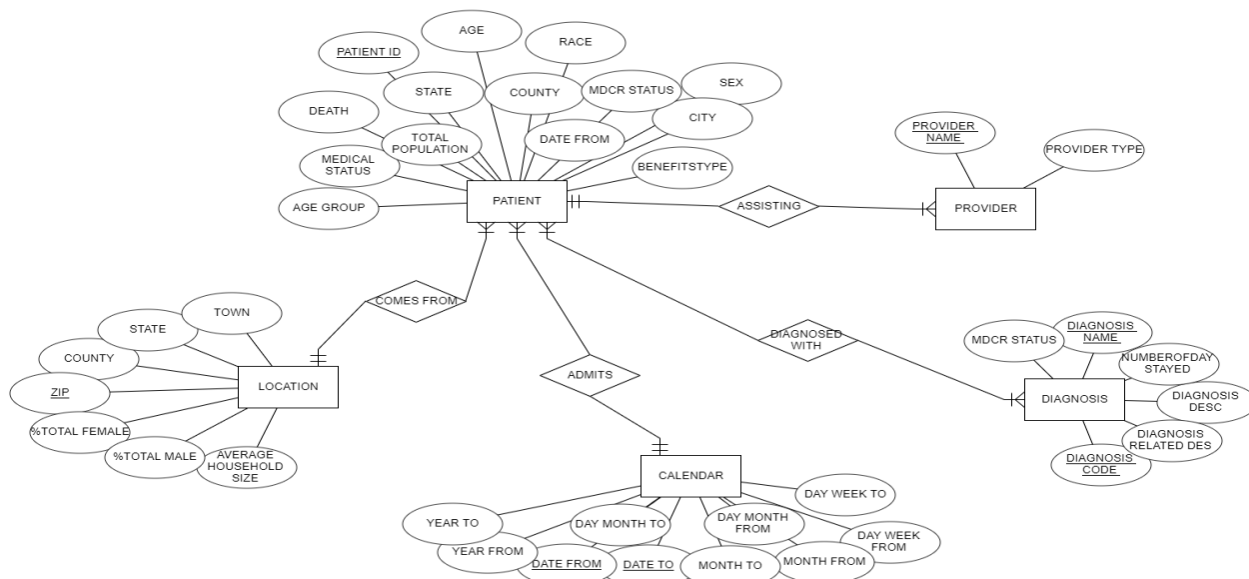 AGE
RACE
PATIENT ID
STATE
COUNTY
MDCR STATUS
SEX
DEATH
TOTAL
POPULATION
DATE FROM
CITY
MEDICAL
STATUS
BENEFITSTYPE
AGE GROUP
PATIENT
ASSISTING
PROVIDER
NAME
PROVIDER TYPE
PROVIDER
COMES FROM
STATE
TOWN
COUNTY
ZIP
LOCATION
%TOTAL FEMALE
%TOTAL MALE
AVERAGE
HOUSEHOLD
SIZE
ADMITS
DIAGNOSED
WITH
MDCR STATUS
DIAGNOSIS
NAME
NUMBEROFDAY
STAYED
DIAGNOSIS
DIAGNOSIS
DESC
DIAGNOSIS
RELATED DES
DIAGNOSIS
CODE
CALENDAR
DAY WEEK TO
YEAR TO
DAY MONTH TO
DAY MONTH
FROM
DAY WEEK
FROM
YEAR FROM
DATE FROM
DATE TO
MONTH TO
MONTH FROM